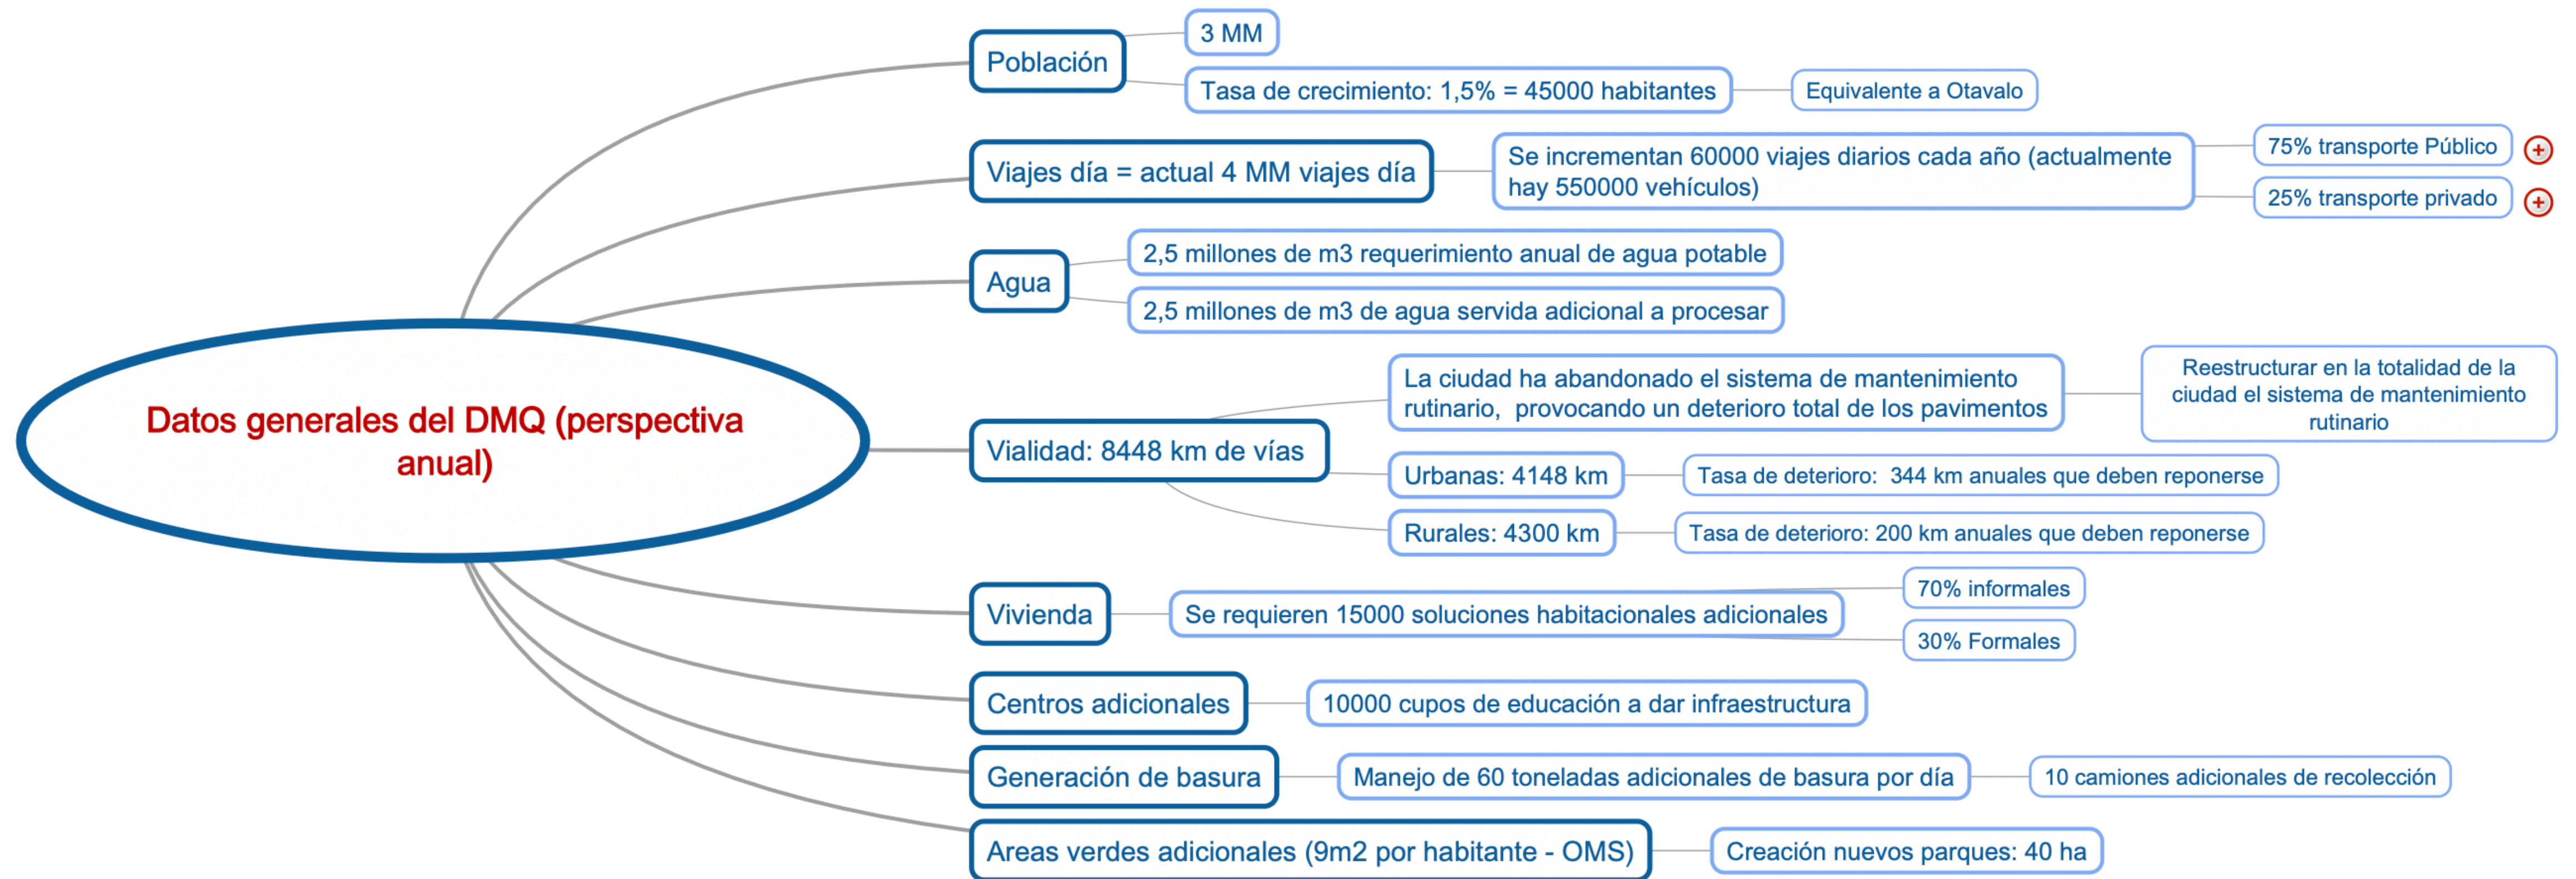 Datos generales del DMQ (perspectiva
anual)
Población
3 MM
Tasa de crecimiento: 1,5% = 45000 habitantes
Equivalente a Otavalo
Viajes día = actual 4 MM viajes día
Se incrementan 60000 viajes diarios cada año (actualmente
hay 550000 vehículos)
75% transporte Público
25% transporte privado
Agua
2,5 millones de m3 requerimiento anual de agua potable
2,5 millones de m3 de agua servida adicional a procesar
Vialidad: 8448 km de vías
La ciudad ha abandonado el sistema de mantenimiento
rutinario,  provocando un deterioro total de los pavimentos
Reestructurar en la totalidad de la
ciudad el sistema de mantenimiento
rutinario
Urbanas: 4148 km
Tasa de deterioro:  344 km anuales que deben reponerse
Rurales: 4300 km
Tasa de deterioro: 200 km anuales que deben reponerse
Vivienda
Se requieren 15000 soluciones habitacionales adicionales
70% informales
30% Formales
Centros adicionales
10000 cupos de educación a dar infraestructura
Generación de basura
Manejo de 60 toneladas adicionales de basura por día
10 camiones adicionales de recolección
Areas verdes adicionales (9m2 por habitante - OMS)
Creación nuevos parques: 40 ha